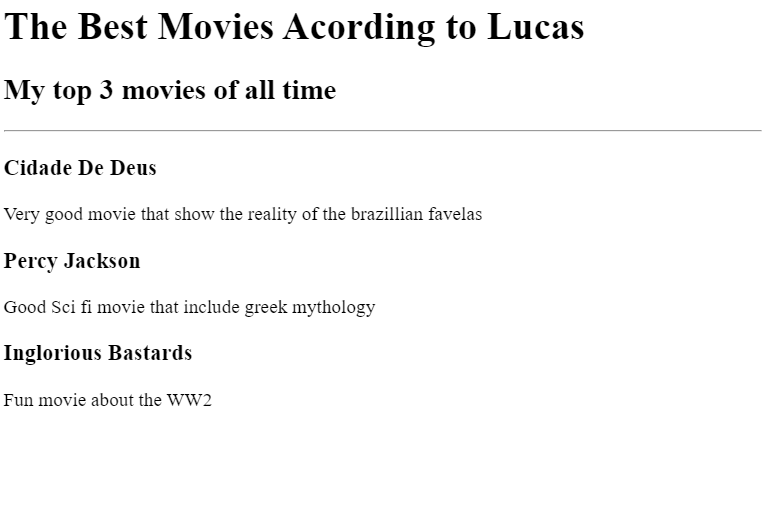 The Best Movies Acording to Lucas
My top 3 movies of all time
Cidade De Deus
Very good movie that show the reality of the brazillian favelas
Percy Jackson
Good Sci fi movie that include greek mythology
Inglorious Bastards
Fun movie about the WW2